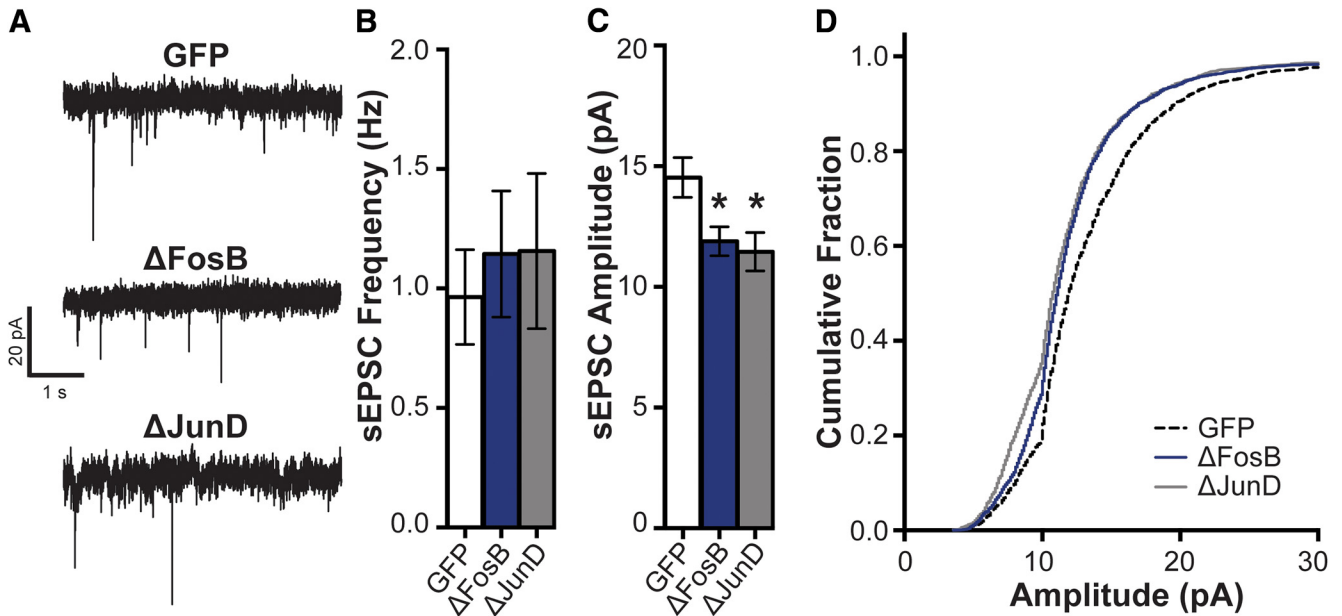 A
GFP
ΔFosB
20 pA
1 s
ΔJunD
B
sEPSC Frequency (Hz)
2.0
1.5
1.0
0.5
0.0
GFP
ΔFosB
ΔJunD
C
sEPSC Amplitude (pA)
20
15
10
5
0
*
*
GFP
ΔFosB
ΔJunD
D
Cumulative Fraction
1.0
0.8
0.6
0.4
0.2
0.0
GFP
ΔFosB
ΔJunD
0
10
20
30
Amplitude (pA)